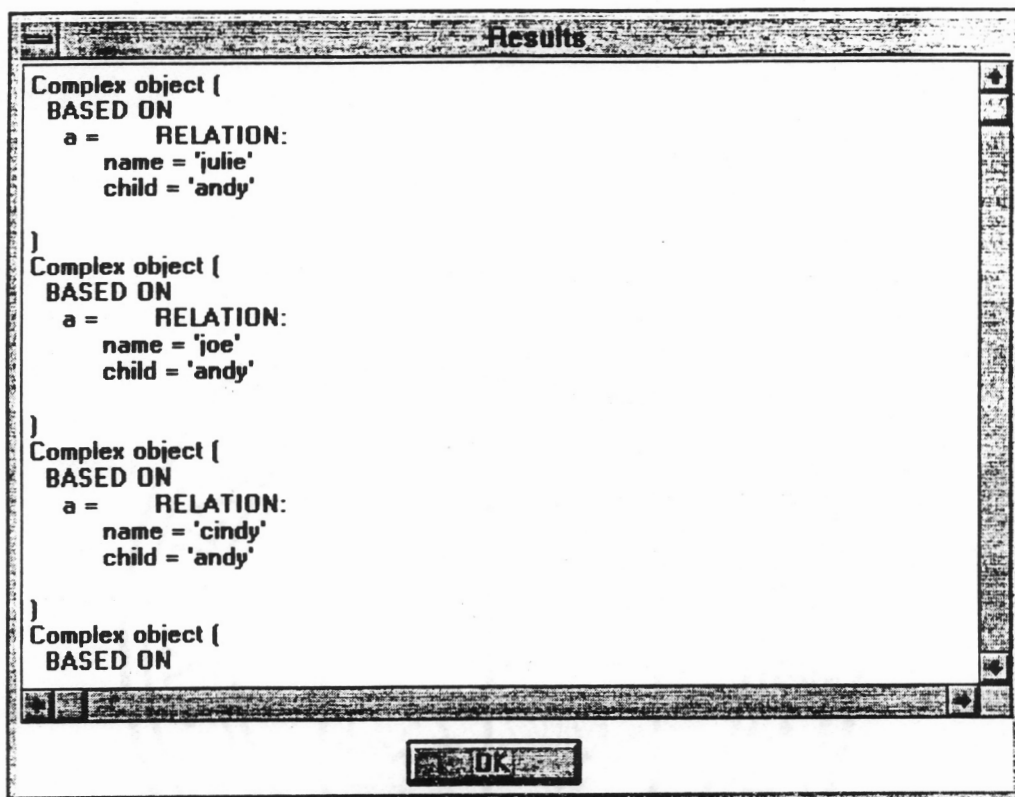 Results
Complex object (
BASED ON
a = RELATION:
name = 'julie'
child = 'andy'
)
Complex object (
BASED ON
a = RELATION:
name = 'joe'
child = 'andy'
)
Complex object (
BASED ON
a = RELATION:
name = 'cindy'
child = 'andy'
)
Complex object (
BASED ON
OK